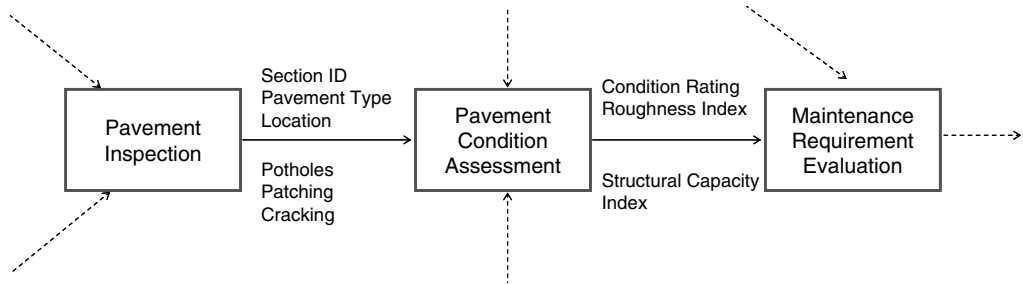 Pavement
Inspection
Section ID
Pavement Type
Location
Potholes
Patching
Cracking
Pavement
Condition
Assessment
Condition Rating
Roughness Index
Structural Capacity
Index
Maintenance
Requirement
Evaluation